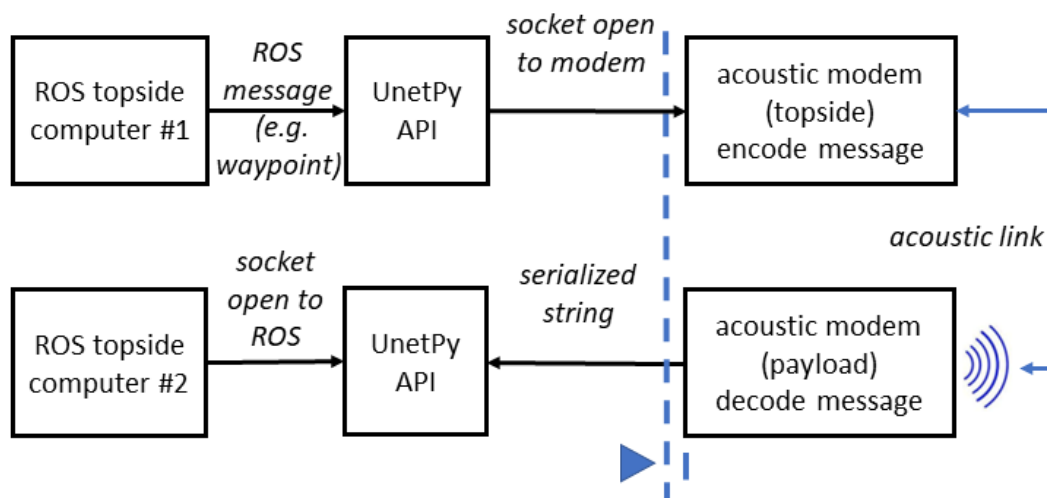 ROS topside
computer #1
ROS
message
(e.g.
waypoint)
UnetPy
API
socket open
to modem
acoustic modem
(topside)
encode message
acoustic link
ROS topside
computer #2
socket
open to
ROS
UnetPy
API
serialized
string
acoustic modem
(payload)
decode message